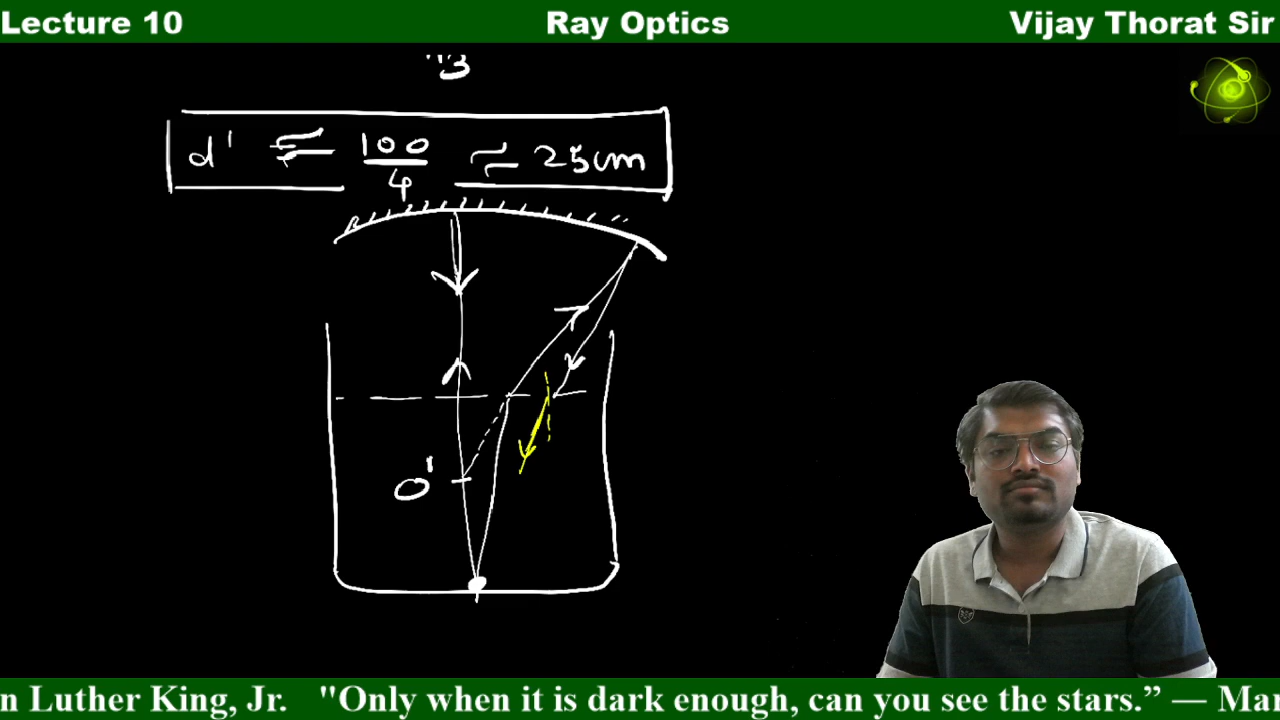 Lecture 10 Ray Optics Vijay Thorat Sir
3
d' = 100/4 ≃ 25cm
O'
n Luther King, Jr. "Only when it is dark enough, can you see the stars.” — Mar